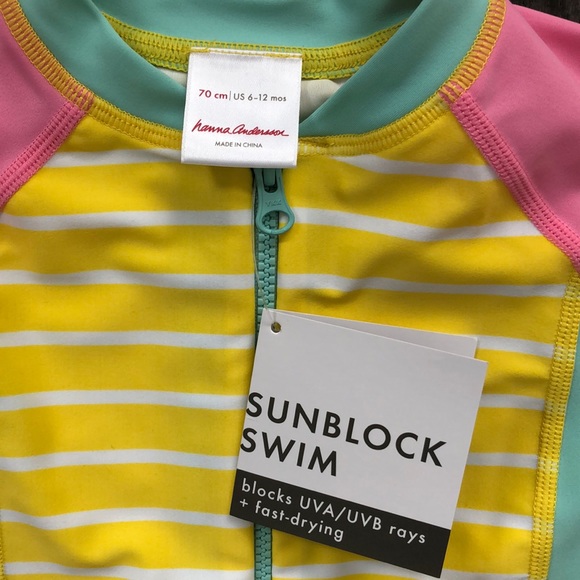 70 cm | US 6-12 mos
hanna andersson
MADE IN CHINA
SUNBLOCK
SWIM
blocks UVA/UVB rays
+ fast-drying